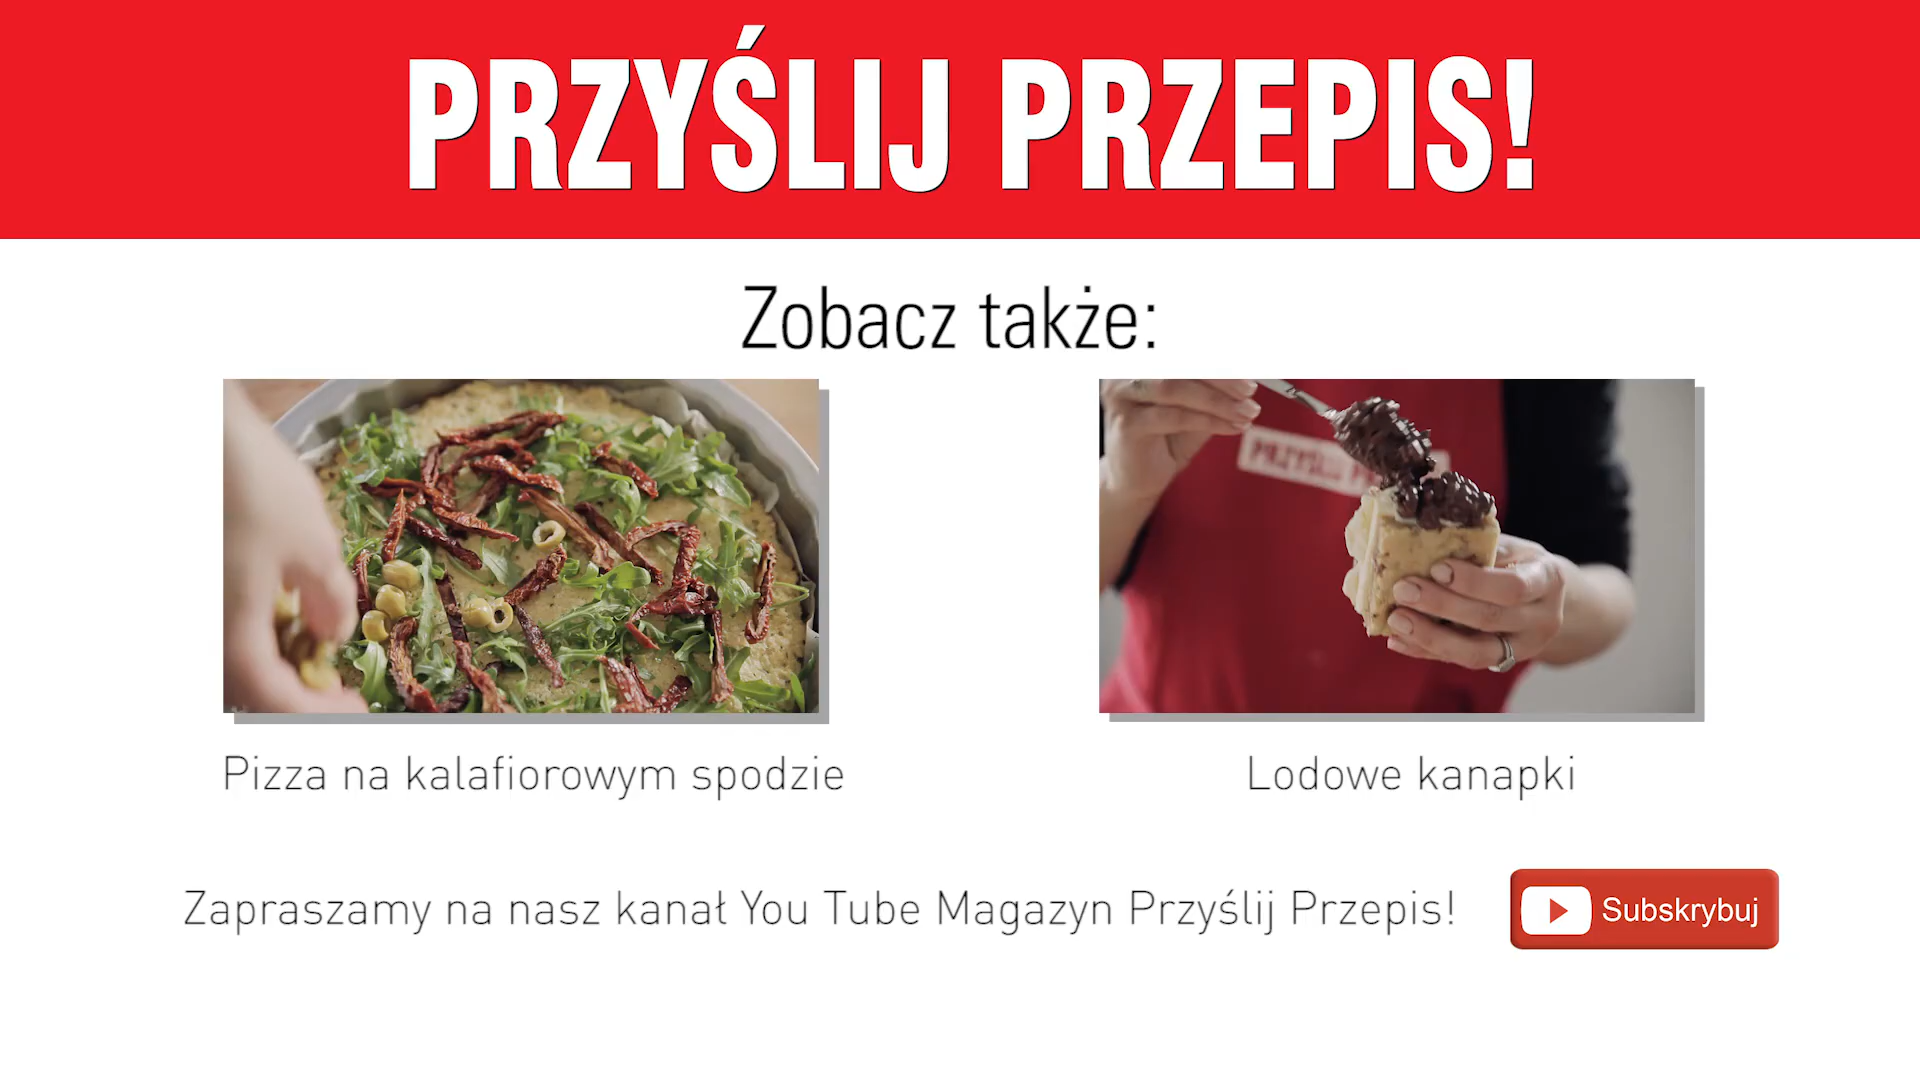 PRZYŚLIJ PRZEPIS!
Zobacz także:
PRZYŚLIJ
Pizza na kalafiorowym spodzie
Lodowe kanapki
Zapraszamy na nasz kanał You Tube Magazyn Przyślij Przepis!
Subskrybuj